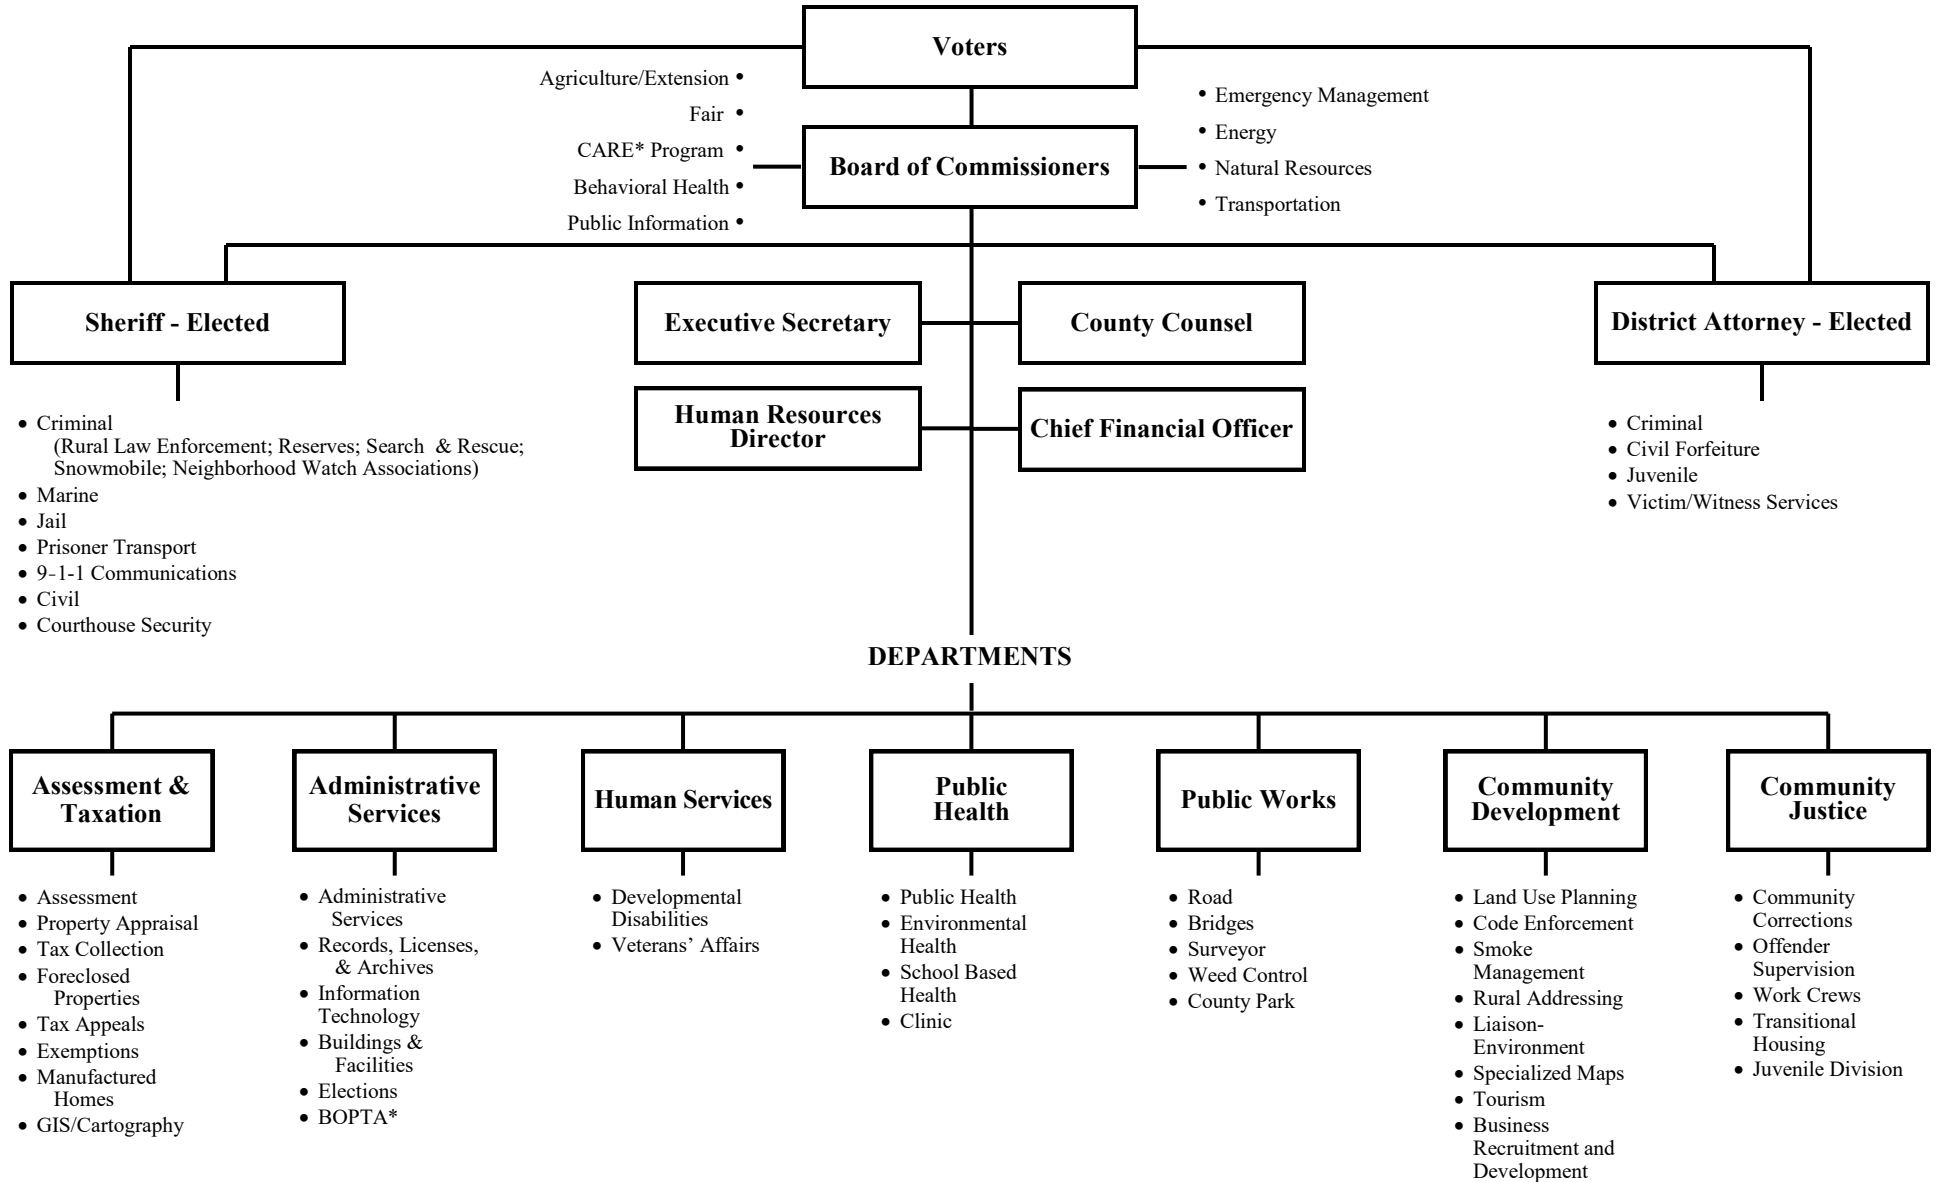 Voters
Agriculture/Extension •
Fair •
CARE* Program •
Behavioral Health •
Public Information •
Board of Commissioners
• Emergency Management
• Energy
• Natural Resources
• Transportation
Sheriff - Elected
Executive Secretary
County Counsel
District Attorney - Elected
Human Resources
Director
Chief Financial Officer
• Criminal
(Rural Law Enforcement; Reserves; Search & Rescue;
Snowmobile; Neighborhood Watch Associations)
• Marine
• Jail
• Prisoner Transport
• 9-1-1 Communications
• Civil
• Courthouse Security
• Criminal
• Civil Forfeiture
• Juvenile
• Victim/Witness Services
DEPARTMENTS
Assessment &
Taxation
• Assessment
• Property Appraisal
• Tax Collection
• Foreclosed
Properties
• Tax Appeals
• Exemptions
• Manufactured
Homes
• GIS/Cartography
Administrative
Services
• Administrative
Services
• Records, Licenses,
& Archives
• Information
Technology
• Buildings &
Facilities
• Elections
• BOPTA*
Human Services
• Developmental
Disabilities
• Veterans’ Affairs
Public
Health
• Public Health
• Environmental
Health
• School Based
Health
• Clinic
Public Works
• Road
• Bridges
• Surveyor
• Weed Control
• County Park
Community
Development
• Land Use Planning
• Code Enforcement
• Smoke
Management
• Rural Addressing
• Liaison-
Environment
• Specialized Maps
• Tourism
• Business
Recruitment and
Development
Community
Justice
• Community
Corrections
• Offender
Supervision
• Work Crews
• Transitional
Housing
• Juvenile Division